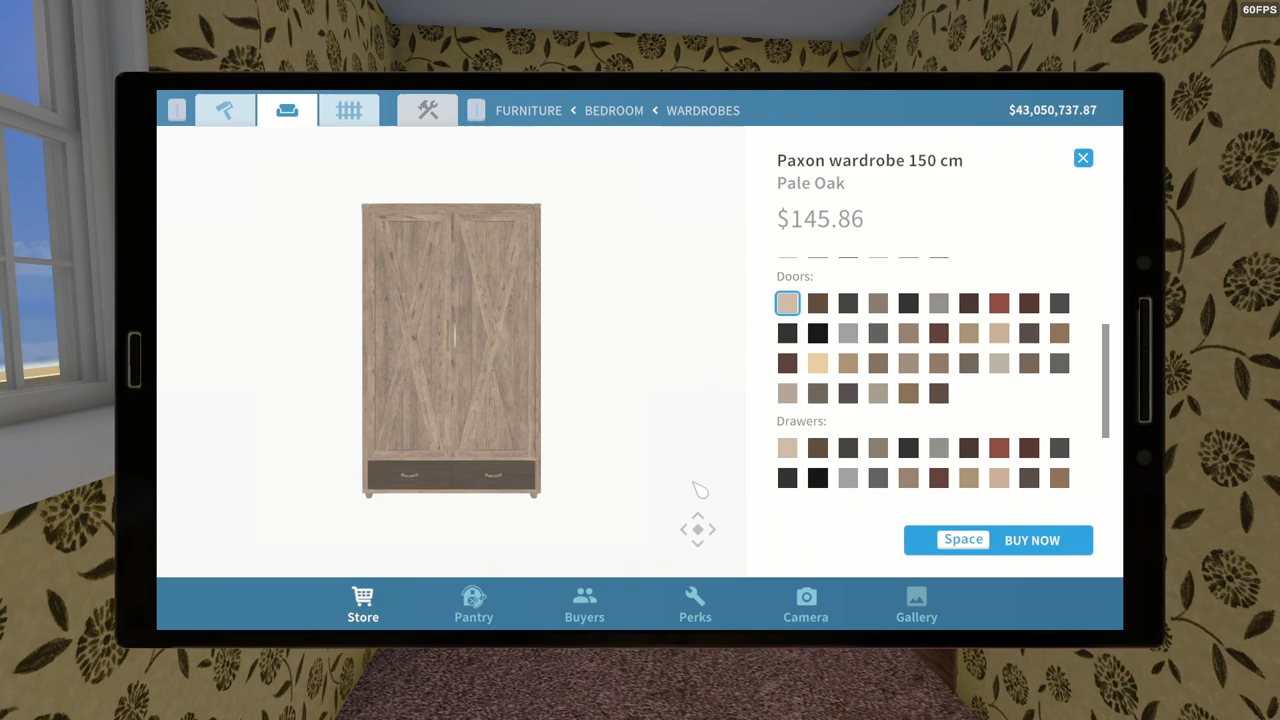 60FPS
FURNITURE < BEDROOM < WARDROBES
$43,050,737.87
Paxon wardrobe 150 cm
Pale Oak
$145.86
Doors:
Drawers:
Space BUY NOW
Store Pantry Buyers Perks Camera Gallery